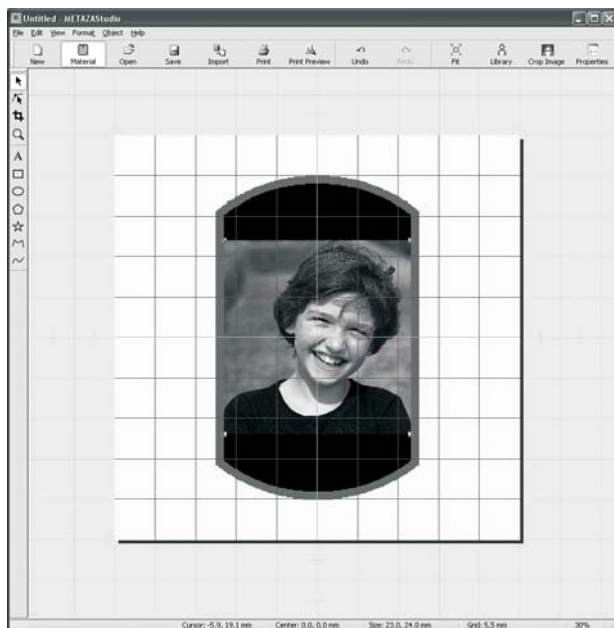 Untitled - METAZAStudio
File Edit View Format Object Help
New Material Open Save Import Print Print Preview Undo Redo Fit Library Crop Image Properties
A
Cursor: -5.9, 19.1 mm Center: 0.0, 0.0 mm Size: 23.0, 24.0 mm Grid: 5.5 mm 30%